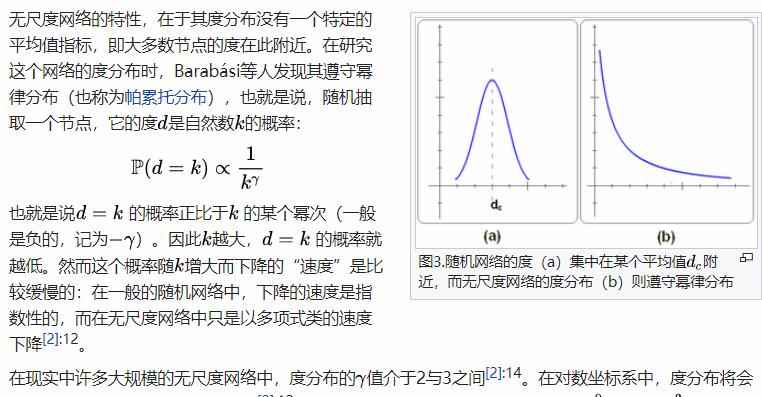 无尺度网络的特性，在于其度分布没有一个特定的
平均值指标，即大多数节点的度在此附近。在研究
这个网络的度分布时，Barabási等人发现其遵守幂
律分布（也称为帕累托分布），也就是说，随机抽
取一个节点，它的度d是自然数k的概率：
ℙ(d = k) ∝ 1/k^γ
也就是说d = k 的概率正比于k 的某个幂次（一般
是负的，记为−γ）。因此k越大，d = k 的概率就
越低。然而这个概率随k增大而下降的“速度”是比
较缓慢的：在一般的随机网络中，下降的速度是指
数性的，而在无尺度网络中只是以多项式类的速度
下降[2]:12。
d_c
(a) (b)
图3.随机网络的度（a）集中在某个平均值d_c附
近，而无尺度网络的度分布（b）则遵守幂律分布
在现实中许多大规模的无尺度网络中，度分布的γ值介于2与3之间[2]:14。在对数坐标系中，度分布将会